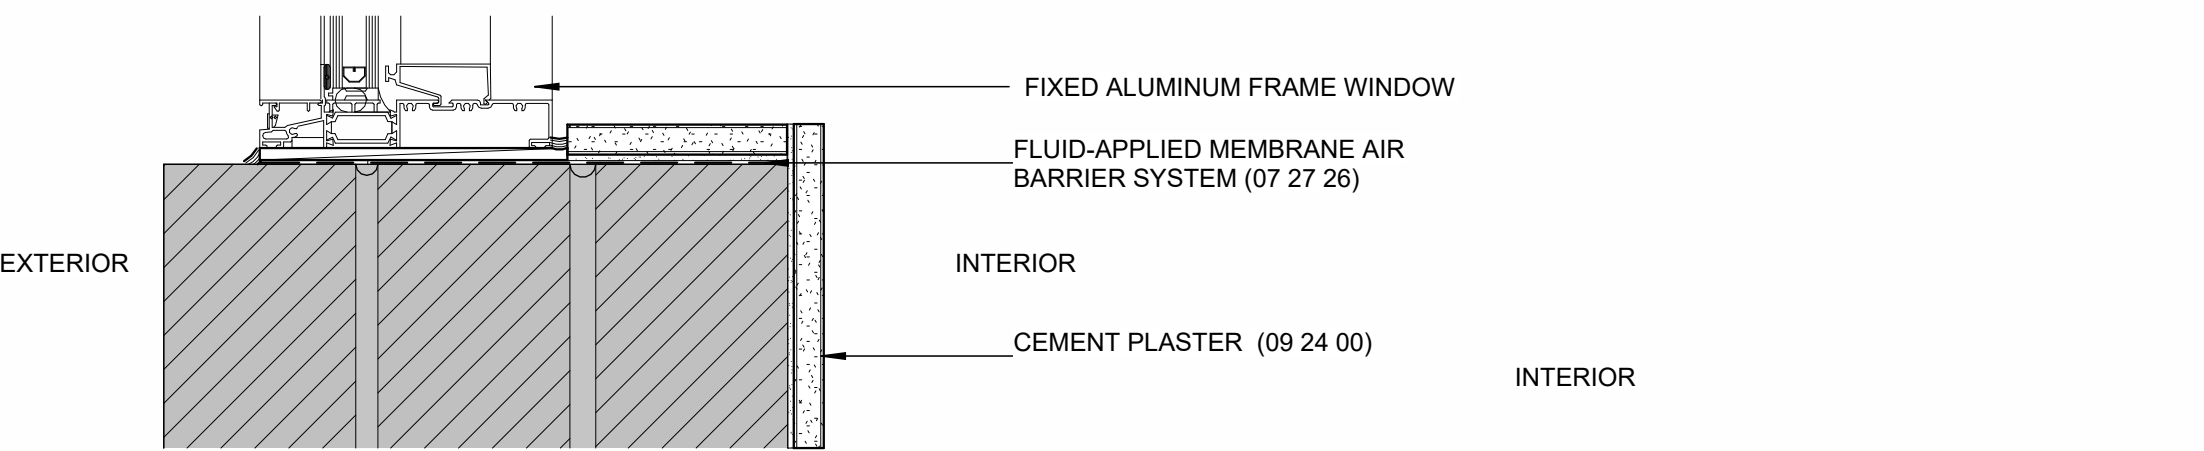 FIXED ALUMINUM FRAME WINDOW
FLUID-APPLIED MEMBRANE AIR
BARRIER SYSTEM (07 27 26)
EXTERIOR
INTERIOR
CEMENT PLASTER (09 24 00)
INTERIOR